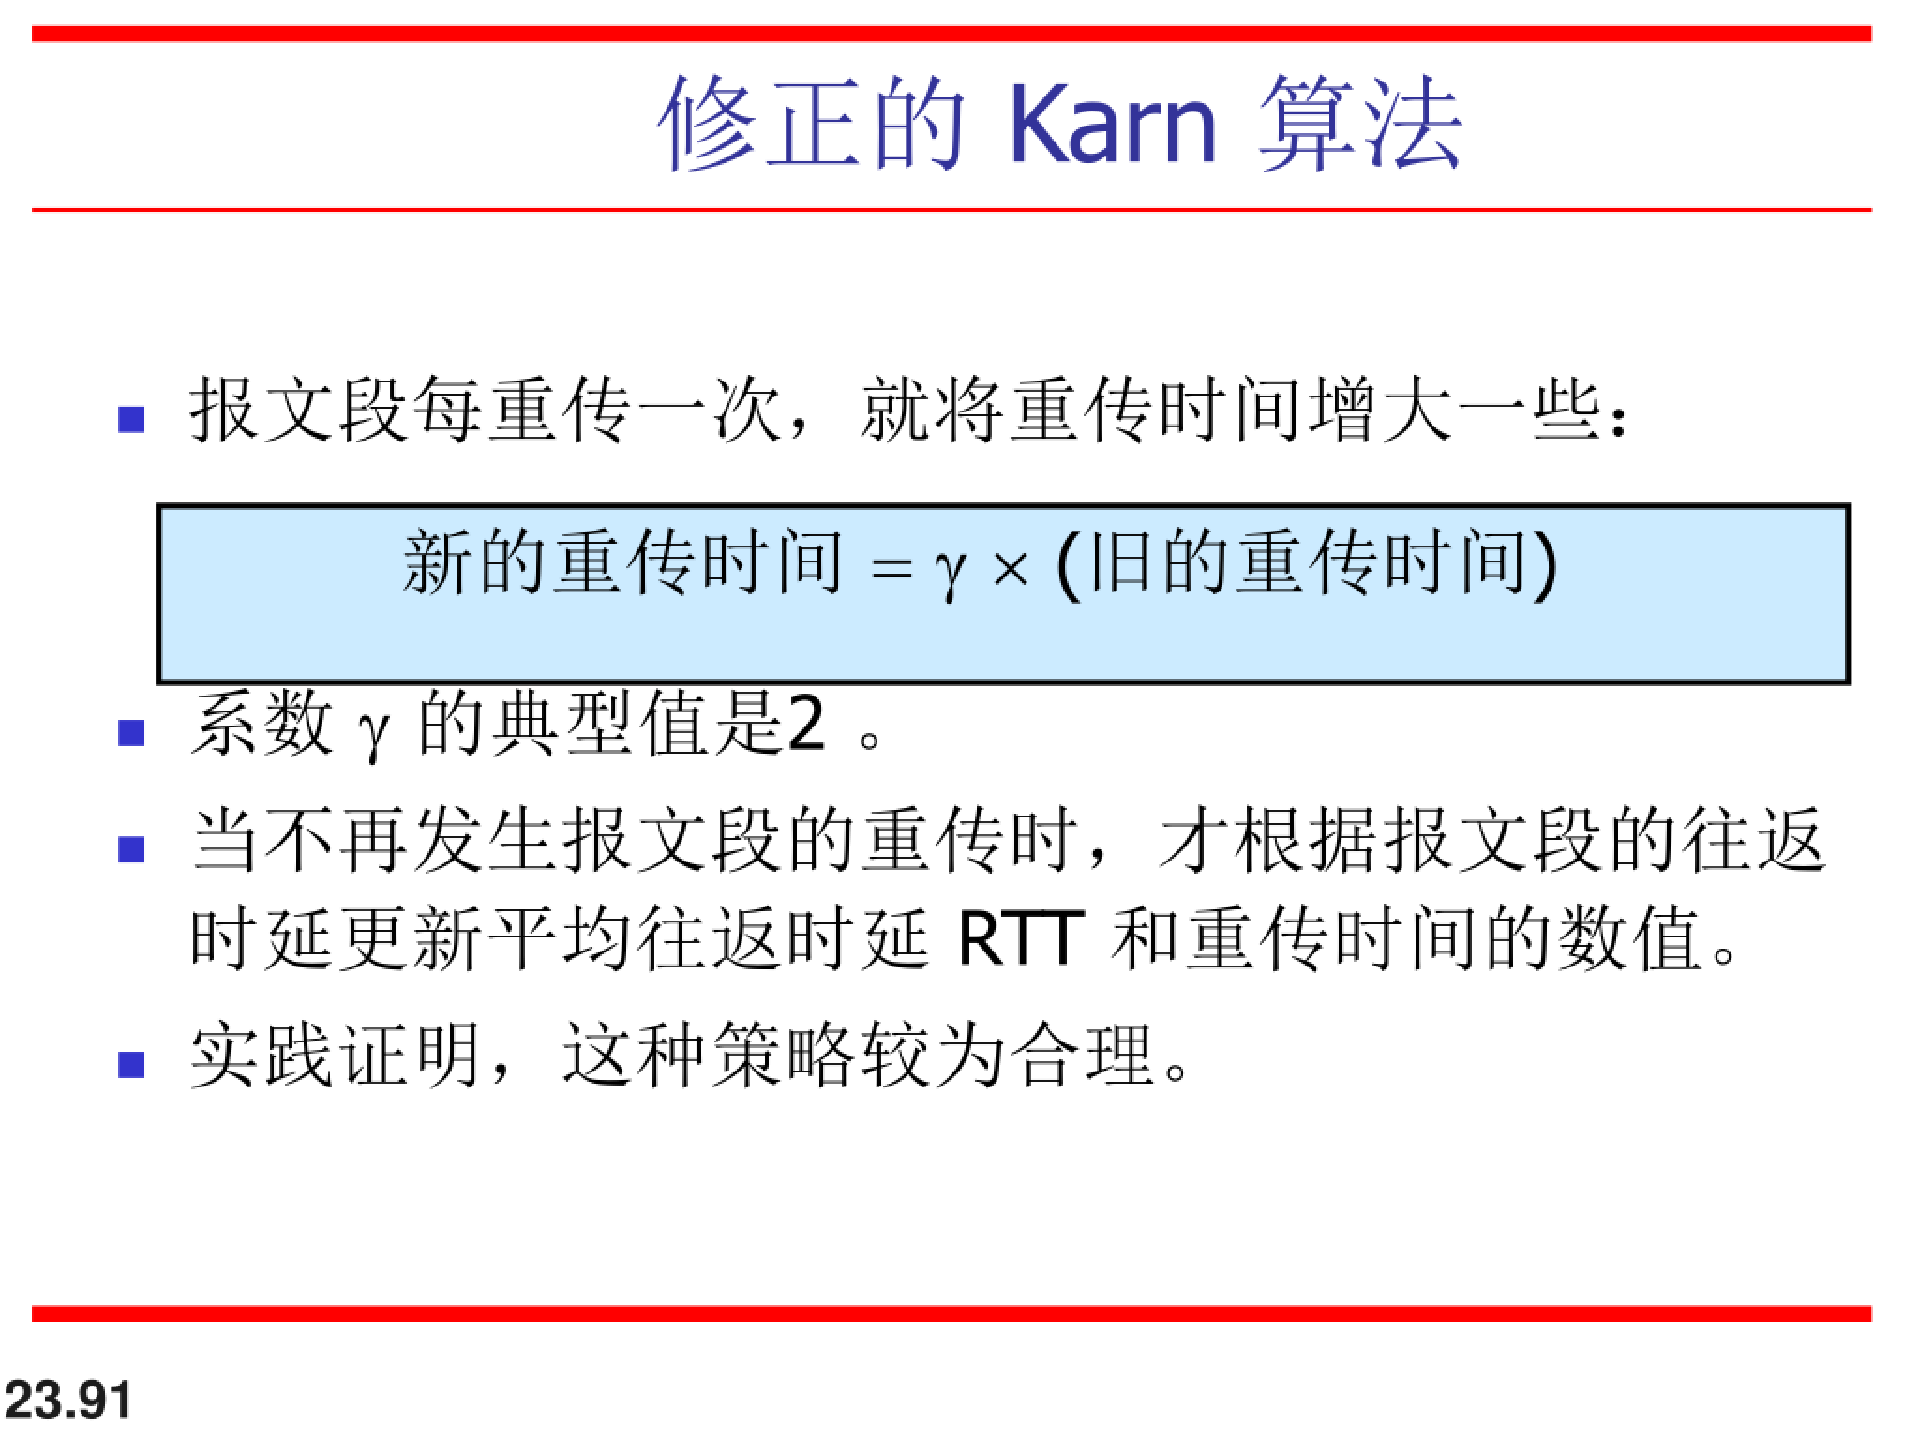 修正的 Karn 算法
报文段每重传一次，就将重传时间增大一些：
新的重传时间 = γ × (旧的重传时间)
系数 γ 的典型值是2 。
当不再发生报文段的重传时，才根据报文段的往返
时延更新平均往返时延 RTT 和重传时间的数值。
实践证明，这种策略较为合理。
23.91